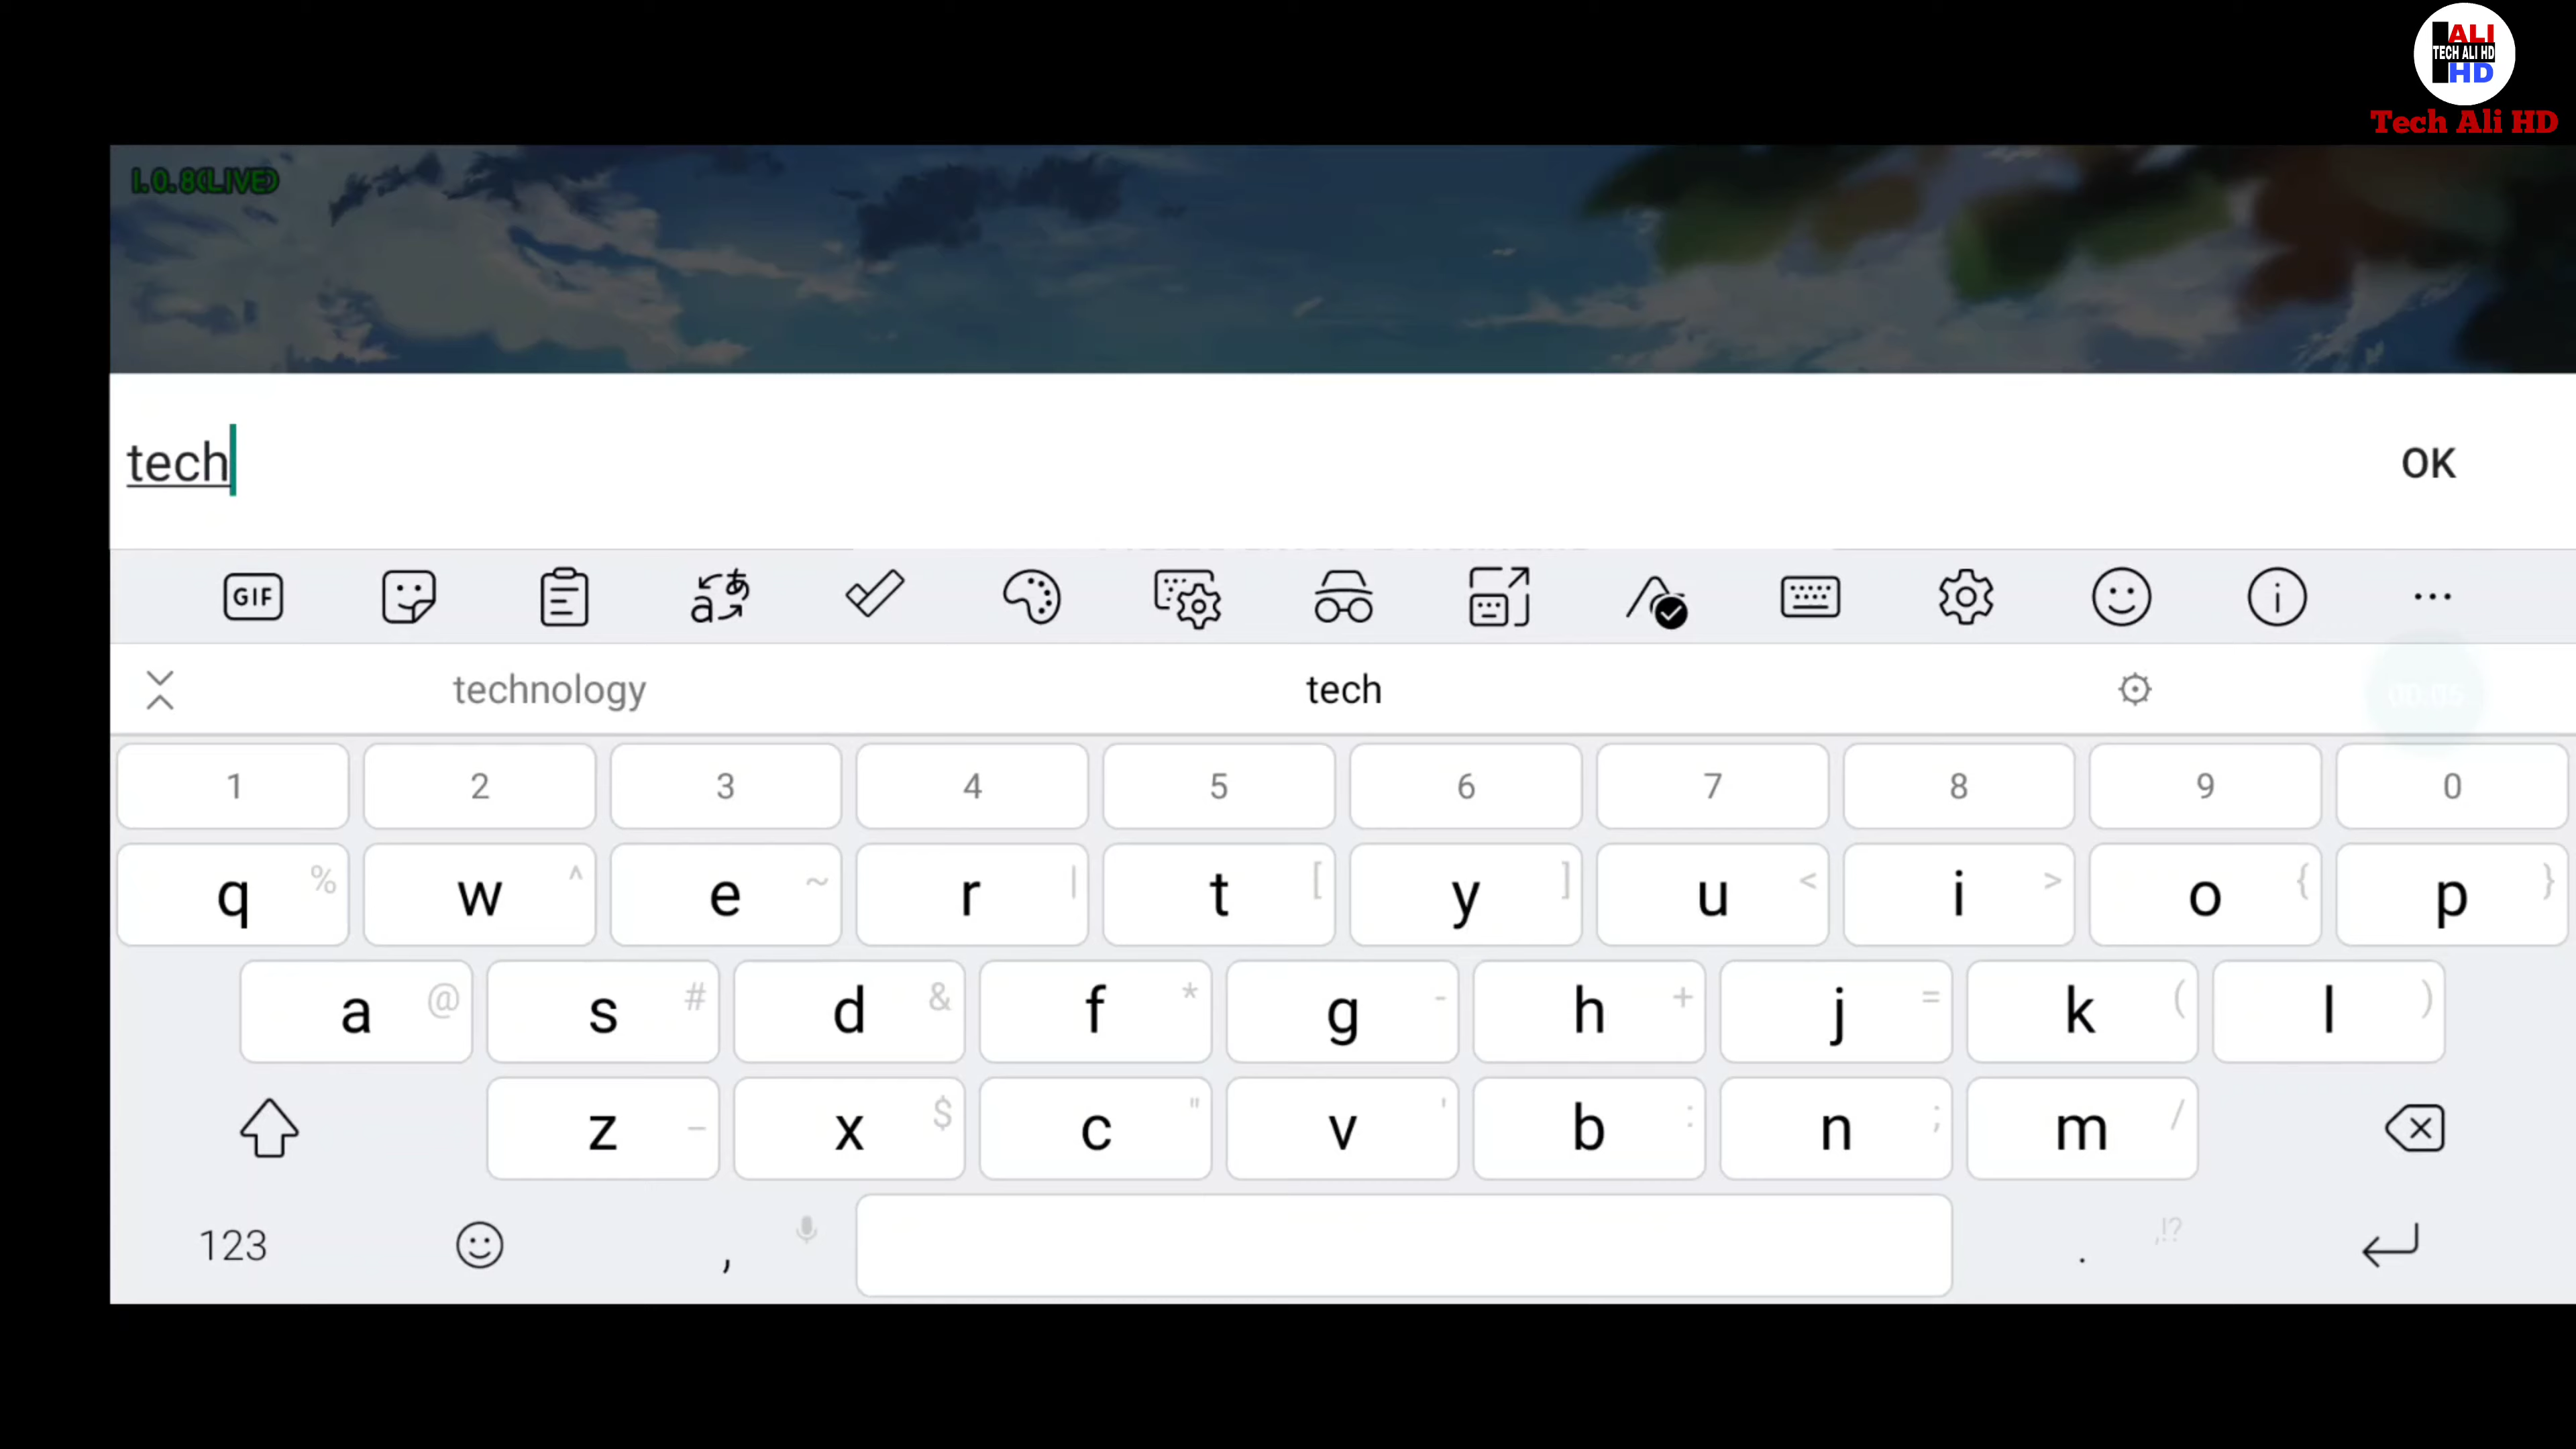 ALI
TECH ALI HD
HD
Tech Ali HD
1.0.8(LIVE)
tech
OK
GIF
technology
tech
1 2 3 4 5 6 7 8 9 0
q % w ^ e ~ r | t [ y ] u < i > o { p }
a @ s # d & f * g - h + j = k ( l )
z _ x $ c " v ' b : n ; m /
123 , . ,!?